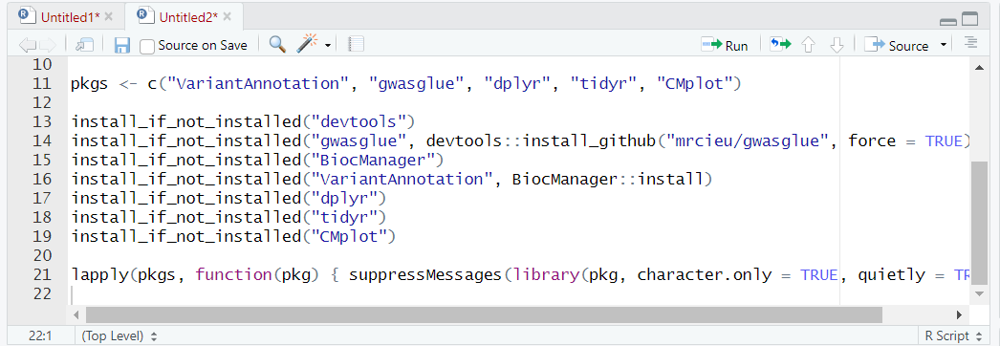 Untitled1*
Untitled2*
Source on Save
Run
Source
10
11 pkgs <- c("VariantAnnotation", "gwasglue", "dplyr", "tidyr", "CMplot")
12
13 install_if_not_installed("devtools")
14 install_if_not_installed("gwasglue", devtools::install_github("mrcieu/gwasglue", force = TRUE)
15 install_if_not_installed("BiocManager")
16 install_if_not_installed("VariantAnnotation", BiocManager::install)
17 install_if_not_installed("dplyr")
18 install_if_not_installed("tidyr")
19 install_if_not_installed("CMplot")
20
21 lapply(pkgs, function(pkg) { suppressMessages(library(pkg, character.only = TRUE, quietly = TR
22
22:1 (Top Level) R Script